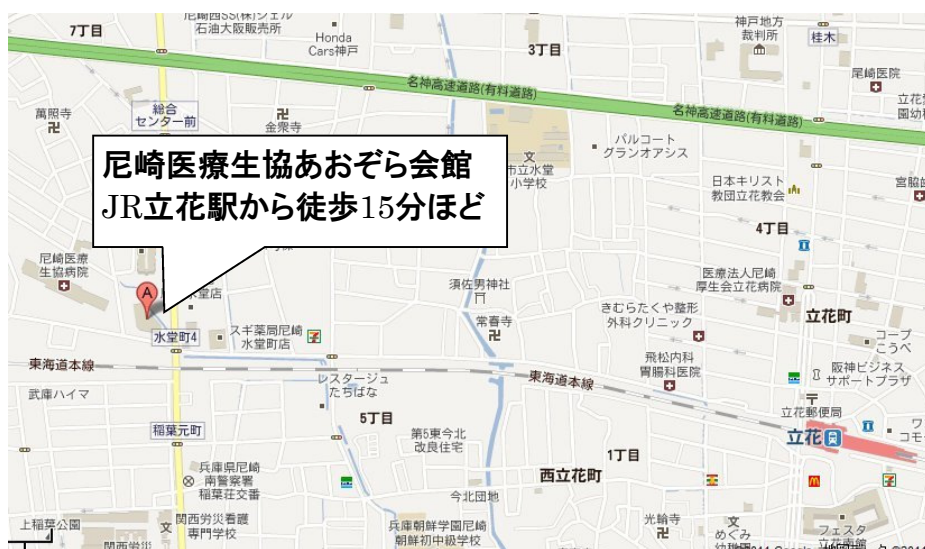 尼崎西SS(株)シェル
石油大阪販売所
7丁目
Honda
Cars神戸
3丁目
神戸地方
裁判所
桂木
名神高速道路(有料道路)
尼崎医院
名神高速道路(有料道路)
萬照寺
総合
センター前
金衆寺
パルコート
グランオアシス
市立水堂
小学校
尼崎医療生協あおぞら会館
JR立花駅から徒歩15分ほど
日本キリスト
教団立花教会
4丁目
尼崎医療
生協病院
A
水堂町4
須佐男神社
常春寺
医療法人尼崎
厚生会立花病院
きむらたくや整形
外科クリニック
立花町
コープ
こうべ
スギ薬局尼崎
水堂町店
東海道本線
東海道本線
飛松内科
胃腸科医院
阪神ビジネス
サポートプラザ
武庫ハイマ
レスタージュ
たちばな
立花郵便局
稲葉元町
5丁目
第5東今北
改良住宅
立花
兵庫県尼崎
南警察署
稲葉荘交番
1丁目
西立花町
今北団地
上稲葉公園
関西労災看護
専門学校
兵庫朝鮮学園尼崎
朝鮮初中級学校
光輪寺
めぐみ
フェスタ
立花南館
関西労災